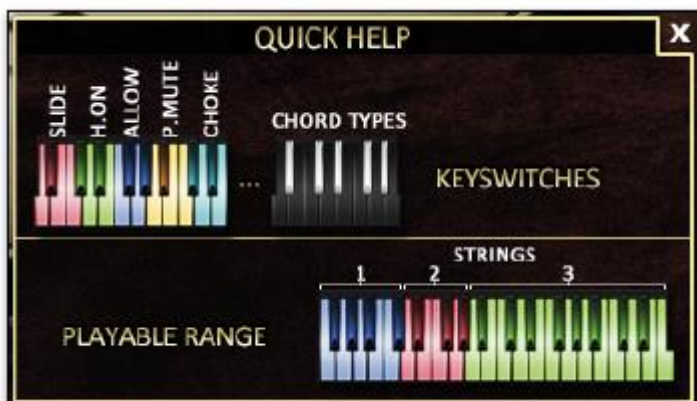 QUICK HELP
X
SLIDE
H.ON
ALLOW
P.MUTE
CHOKE
...
CHORD TYPES
KEYSWITCHES
STRINGS
1 2 3
PLAYABLE RANGE